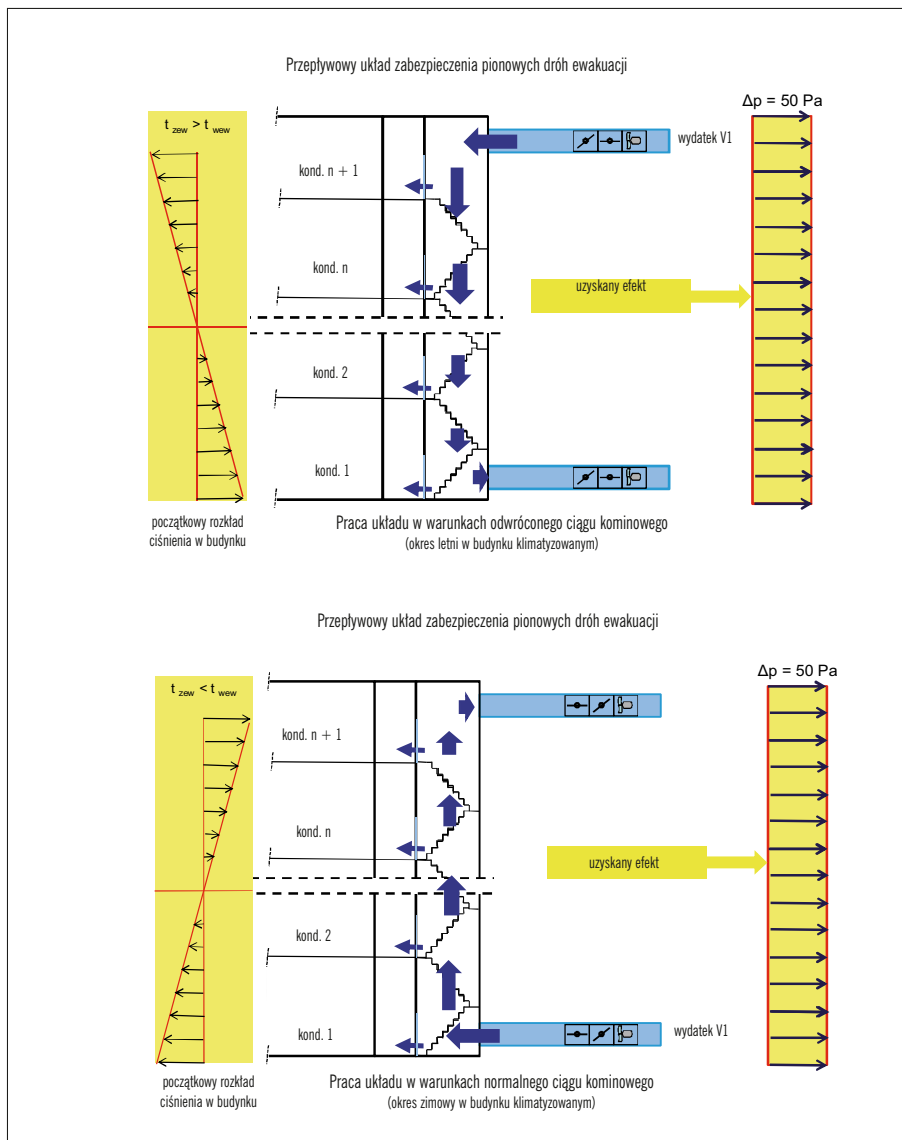 Przepływowy układ zabezpieczenia pionowych dróh ewakuacji
Δp = 50 Pa
t zew > t wew
wydatek V1
kond. n + 1
kond. n
uzyskany efekt
kond. 2
kond. 1
początkowy rozkład
ciśnienia w budynku
Praca układu w warunkach odwróconego ciągu kominowego
(okres letni w budynku klimatyzowanym)
Przepływowy układ zabezpieczenia pionowych dróh ewakuacji
Δp = 50 Pa
t zew < t wew
kond. n + 1
kond. n
uzyskany efekt
kond. 2
kond. 1
wydatek V1
początkowy rozkład
ciśnienia w budynku
Praca układu w warunkach normalnego ciągu kominowego
(okres zimowy w budynku klimatyzowanym)